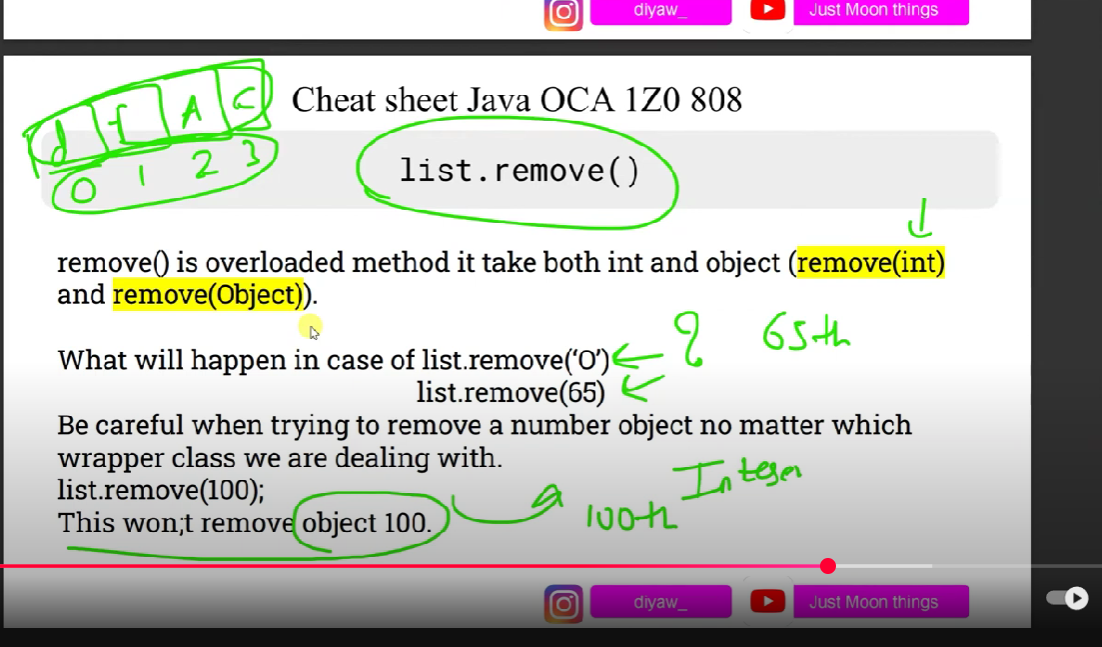 diyaw_
Just Moon things
d f A C
0 1 2 3
Cheat sheet Java OCA 1Z0 808
list.remove()
remove() is overloaded method it take both int and object (remove(int)
and remove(Object)).
65th
What will happen in case of list.remove(‘O’)
list.remove(65)
Be careful when trying to remove a number object no matter which
wrapper class we are dealing with.
Integer
list.remove(100);
This won;t remove object 100.
100th
diyaw_
Just Moon things